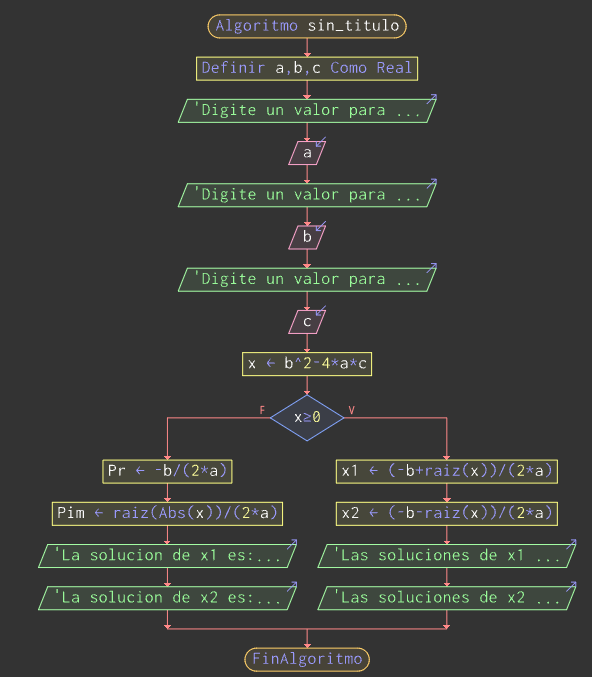 Algoritmo sin_titulo
Definir a,b,c Como Real
'Digite un valor para ...
a
'Digite un valor para ...
b
'Digite un valor para ...
c
x ← b^2-4*a*c
F
x≥0
V
Pr ← -b/(2*a)
x1 ← (-b+raiz(x))/(2*a)
Pim ← raiz(Abs(x))/(2*a)
x2 ← (-b-raiz(x))/(2*a)
'La solucion de x1 es:...
'Las soluciones de x1 ...
'La solucion de x2 es:...
'Las soluciones de x2 ...
FinAlgoritmo